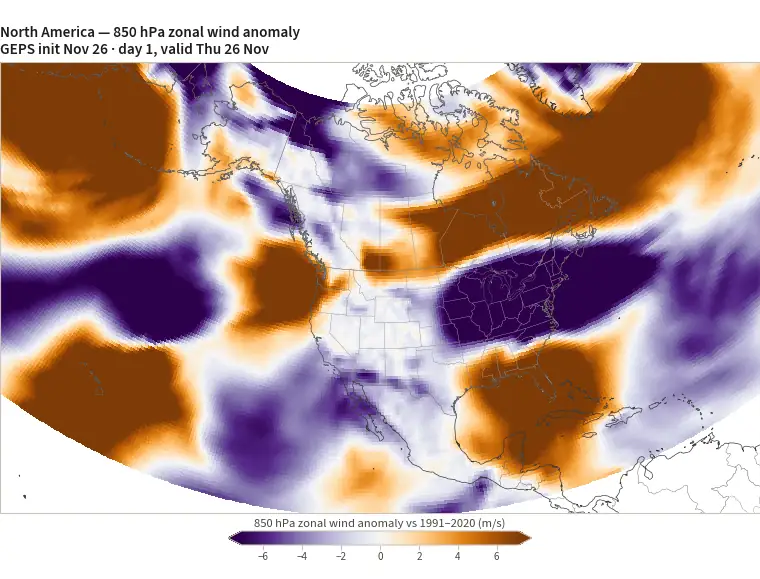 North America — 850 hPa zonal wind anomaly
GEPS init Nov 26 · day 1, valid Thu 26 Nov
850 hPa zonal wind anomaly vs 1991–2020 (m/s)
−6 −4 −2 0 2 4 6